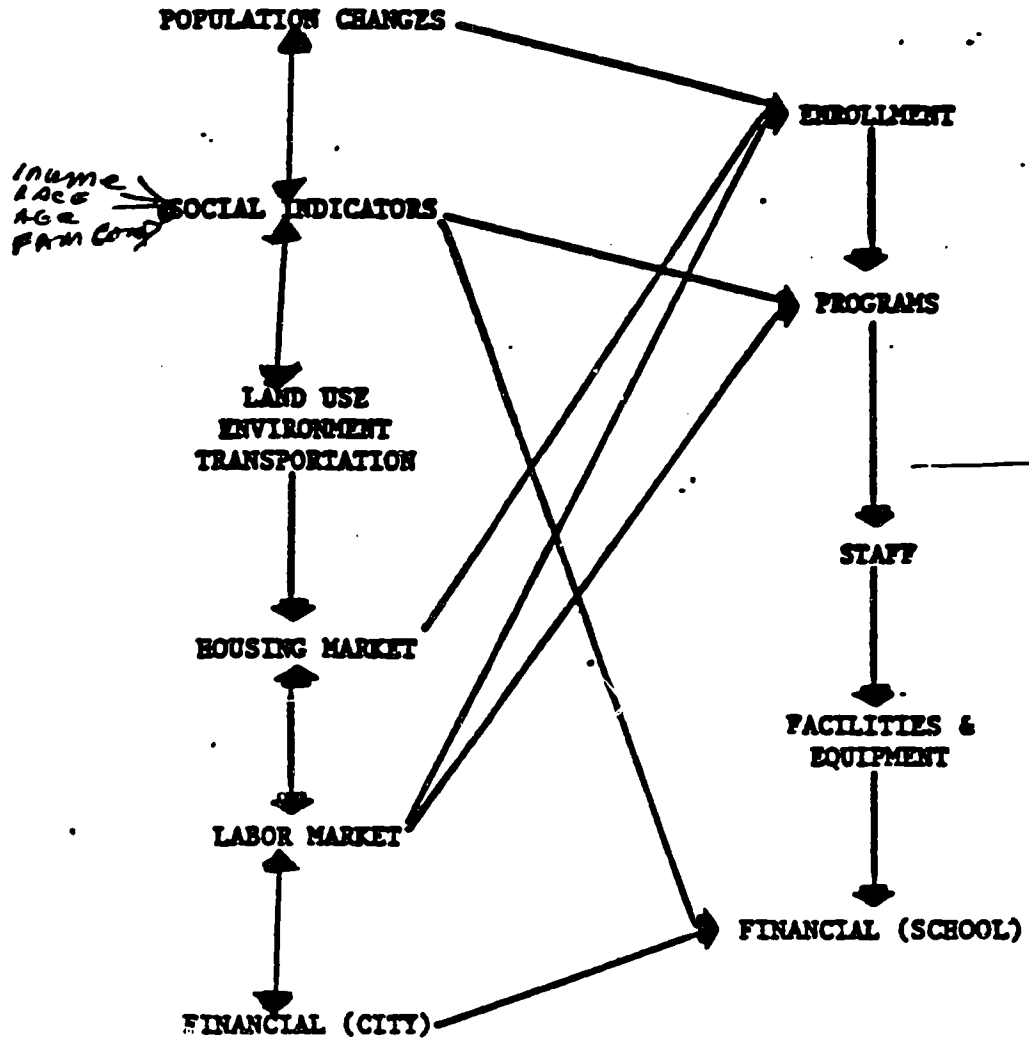 POPULATION CHANGES
ENROLLMENT
Income
RACE
AGE
FAM Comp
SOCIAL INDICATORS
PROGRAMS
LAND USE
ENVIRONMENT
TRANSPORTATION
STAFF
HOUSING MARKET
FACILITIES &
EQUIPMENT
LABOR MARKET
FINANCIAL (SCHOOL)
FINANCIAL (CITY)